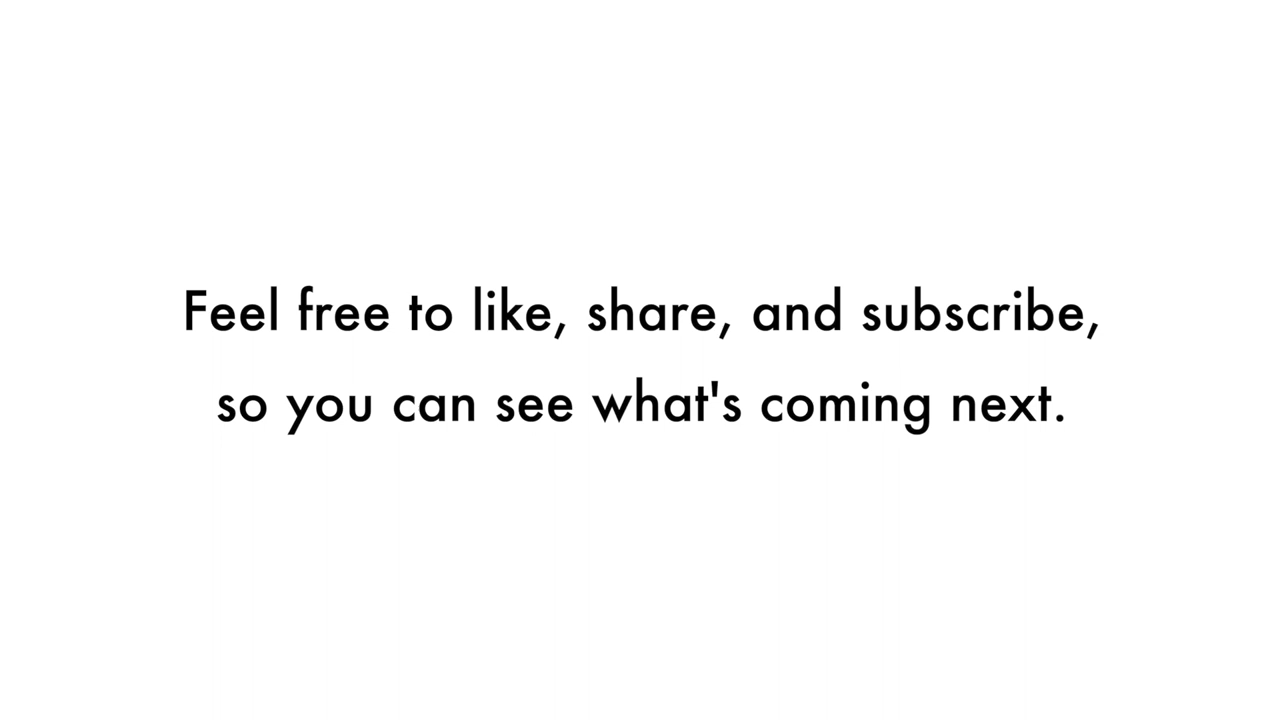 Feel free to like, share, and subscribe,
so you can see what's coming next.